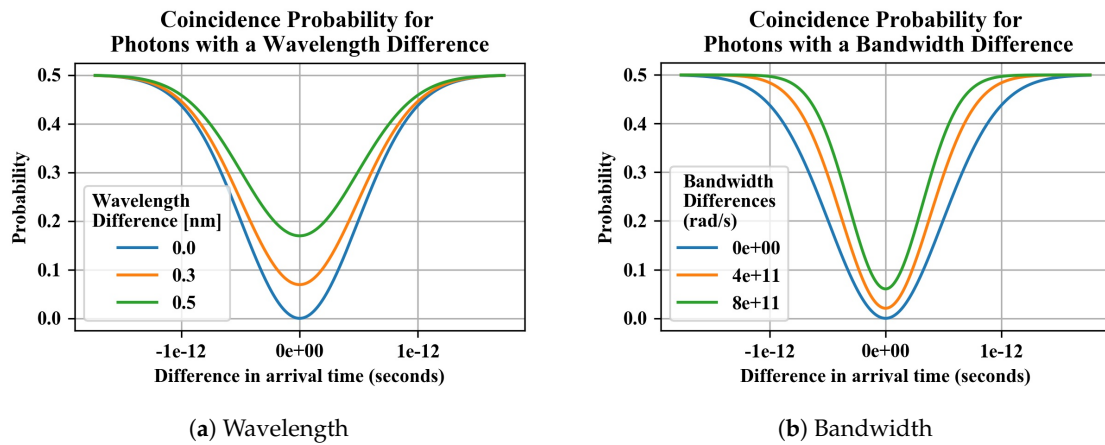 Coincidence Probability for
Photons with a Wavelength Difference
0.5
0.4
0.3
0.2
0.1
0.0
Probability
Wavelength
Difference [nm]
0.0
0.3
0.5
-1e-12
0e+00
1e-12
Difference in arrival time (seconds)
(a) Wavelength
Coincidence Probability for
Photons with a Bandwidth Difference
0.5
0.4
0.3
0.2
0.1
0.0
Probability
Bandwidth
Differences
(rad/s)
0e+00
4e+11
8e+11
-1e-12
0e+00
1e-12
Difference in arrival time (seconds)
(b) Bandwidth